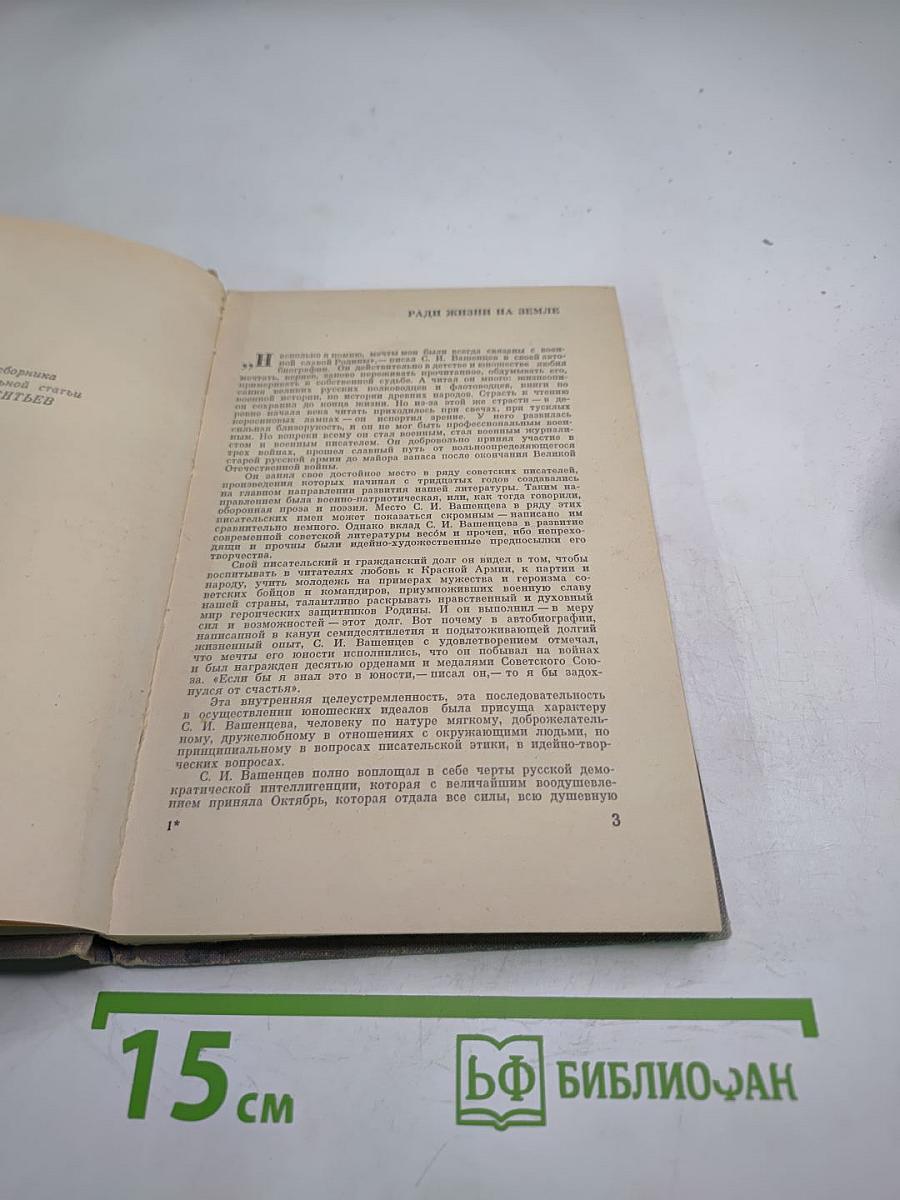 сборника
льной статьи
ЕНТЬЕВ
РАДИ ЖИЗНИ НА ЗЕМЛЕ
„Насколько я помню, мечты мои были всегда связаны с воен-
ной славой Родины»,— писал С. И. Вашенцев в своей авто-
биографии. Он действительно в детстве и юности любил
мечтать, вернее, заново переживать прочитанное, обдумывать его,
примеривать к собственной судьбе. А читал он много: жизнеопи-
сания великих русских полководцев и флотоводцев, книги по
военной истории, по истории древних народов. Страсть к чтению
он сохранил до конца жизни. Но из-за этой же страсти — в де-
ревне начала века читать приходилось при свечах, при тусклых
керосиновых лампах — он испортил зрение. У него развилась
сильная близорукость, и он не мог быть профессиональным воен-
ным. Но вопреки всему он стал военным, стал военным журнали-
стом и военным писателем. Он добровольно принял участие в
трех войнах, прошел славный путь от вольноопределяющегося
старой русской армии до майора запаса после окончания Великой
Отечественной войны.
Он занял свое достойное место в ряду советских писателей,
произведения которых начиная с тридцатых годов создавались
на главном направлении развития нашей литературы. Таким на-
правлением была военно-патриотическая, или, как тогда говорили,
оборонная проза и поэзия. Место С. И. Вашенцева в ряду этих
писательских имен может показаться скромным — написано им
сравнительно немного. Однако вклад С. И. Вашенцева в развитие
современной советской литературы весо́м и прочен, ибо непрехо-
дящи и прочны были идейно-художественные предпосылки его
творчества.
Свой писательский и гражданский долг он видел в том, чтобы
воспитывать в читателях любовь к Красной Армии, к партии и
народу, учить молодежь на примерах мужества и героизма со-
ветских бойцов и командиров, приумноживших военную славу
нашей страны, талантливо раскрывать нравственный и духовный
мир героических защитников Родины. И он выполнил — в меру
сил и возможностей — этот долг. Вот почему в автобиографии,
написанной в канун семидесятилетия и подытоживающей долгий
жизненный опыт, С. И. Вашенцев с удовлетворением отмечал,
что мечты его юности исполнились, что он побывал на войнах
и был награжден десятью орденами и медалями Советского Сою-
за. «Если бы я знал это в юности,— писал он,— то я бы задох-
нулся от счастья».
Эта внутренняя целеустремленность, эта последовательность
в осуществлении юношеских идеалов была присуща характеру
С. И. Вашенцева, человеку по натуре мягкому, доброжелатель-
ному, дружелюбному в отношениях с окружающими людьми, но
принципиальному в вопросах писательской этики, в идейно-твор-
ческих вопросах.
С. И. Вашенцев полно воплощал в себе черты русской демо-
кратической интеллигенции, которая с величайшим воодушевле-
нием приняла Октябрь, которая отдала все силы, всю душевную
1*
3
15 см
БФ БИБЛИОФАН